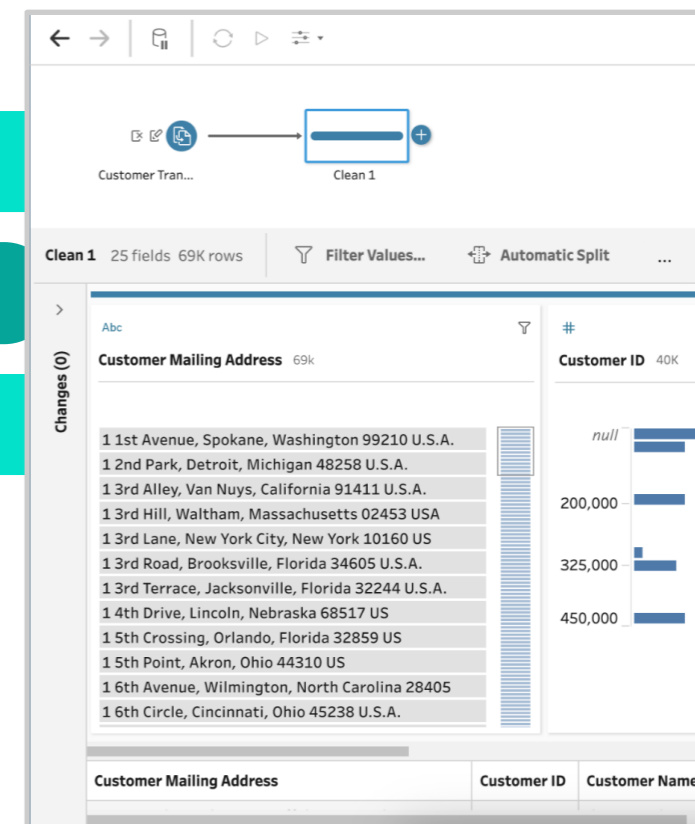 Customer Tran...
Clean 1
Clean 1 25 fields 69K rows Filter Values... Automatic Split ...
Changes (0)
Abc
Customer Mailing Address 69k
1 1st Avenue, Spokane, Washington 99210 U.S.A.
1 2nd Park, Detroit, Michigan 48258 U.S.A.
1 3rd Alley, Van Nuys, California 91411 U.S.A.
1 3rd Hill, Waltham, Massachusetts 02453 USA
1 3rd Lane, New York City, New York 10160 US
1 3rd Road, Brooksville, Florida 34605 U.S.A.
1 3rd Terrace, Jacksonville, Florida 32244 U.S.A.
1 4th Drive, Lincoln, Nebraska 68517 US
1 5th Crossing, Orlando, Florida 32859 US
1 5th Point, Akron, Ohio 44310 US
1 6th Avenue, Wilmington, North Carolina 28405
1 6th Circle, Cincinnati, Ohio 45238 U.S.A.
#
Customer ID 40K
null
200,000
325,000
450,000
Customer Mailing Address Customer ID Customer Name